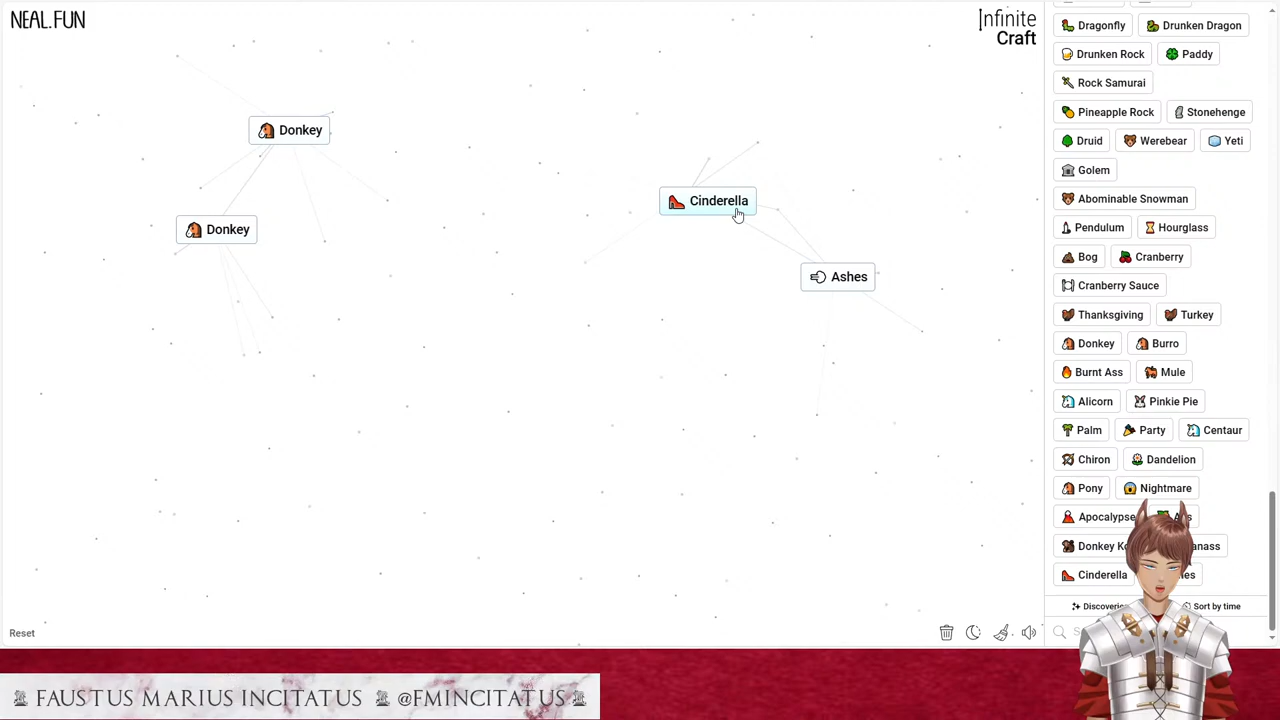 NEAL.FUN
Infinite
Craft
Donkey
Donkey
Cinderella
Ashes
Dragonfly Drunken Dragon
Drunken Rock Paddy
Rock Samurai
Pineapple Rock Stonehenge
Druid Werebear Yeti
Golem
Abominable Snowman
Pendulum Hourglass
Bog Cranberry
Cranberry Sauce
Thanksgiving Turkey
Donkey Burro
Burnt Ass Mule
Alicorn Pinkie Pie
Palm Party Centaur
Chiron Dandelion
Pony Nightmare
Apocalypse
Donkey
Cinderella
Discoveries Sort by time
Reset
FAUSTUS MARIUS INCITATUS @FMINCITATUS